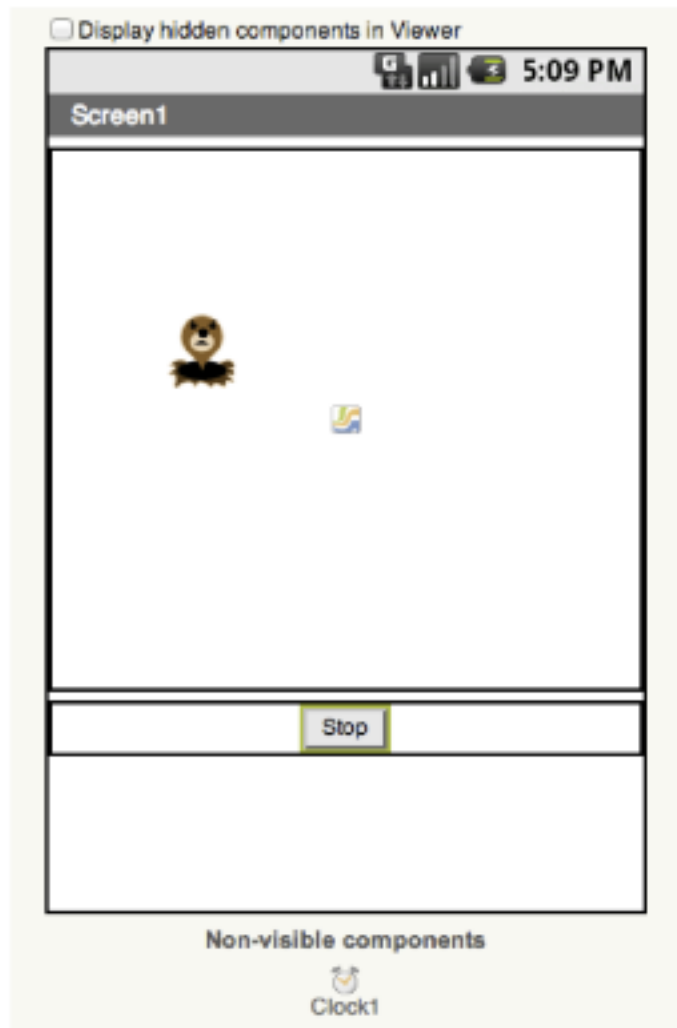 Display hidden components in Viewer
5:09 PM
Screen1
Stop
Non-visible components
Clock1